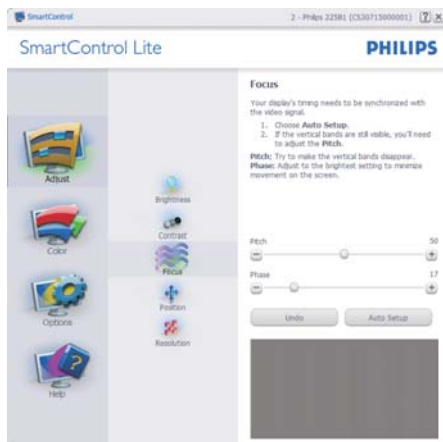 SmartControl
2 - Philips 225B1 (CS20715000001)
SmartControl Lite
PHILIPS
Adjust
Color
Options
Help
Brightness
Contrast
Focus
Position
Resolution
Focus
Your display's timing needs to be synchronized with
the video signal.
1. Choose Auto Setup.
2. If the vertical bands are still visible, you'll need
to adjust the Pitch.
Pitch: Try to make the vertical bands disappear.
Phase: Adjust to the brightest setting to minimize
movement on the screen.
Pitch 50
Phase 17
Undo
Auto Setup